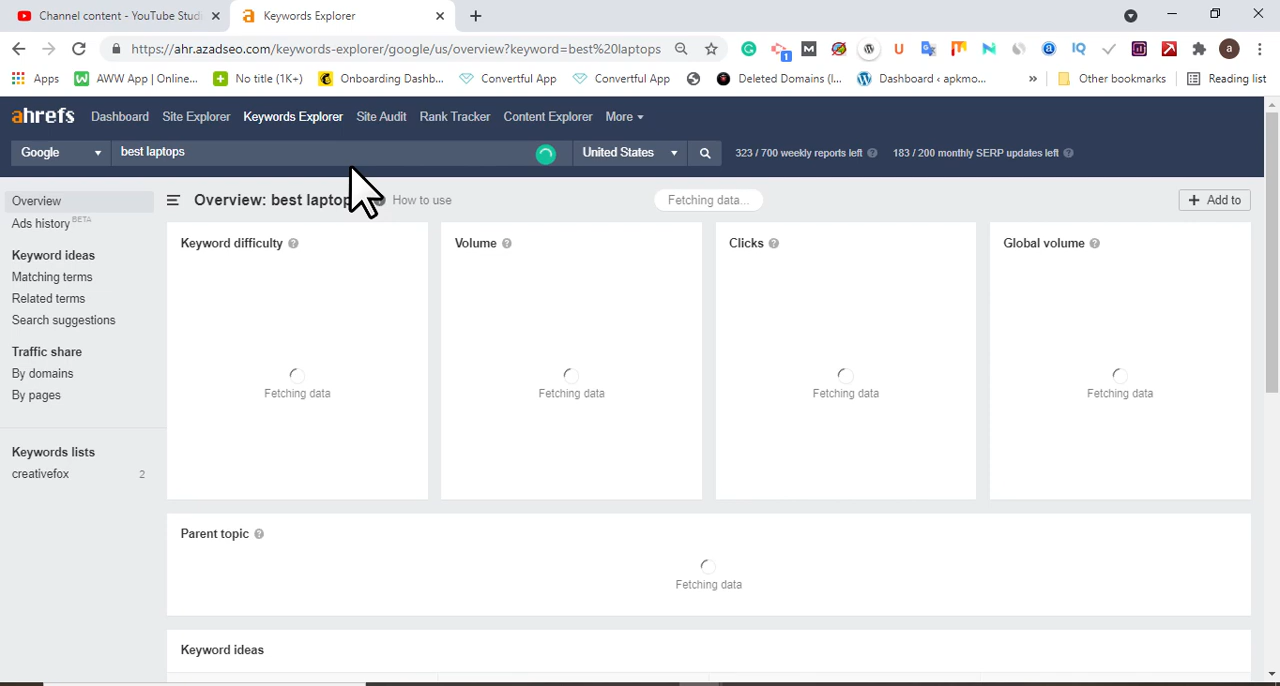 Channel content - YouTube Studi
Keywords Explorer
https://ahr.azadseo.com/keywords-explorer/google/us/overview?keyword=best%20laptops
Apps
AWW App | Online...
No title (1K+)
Onboarding Dashb...
Convertful App
Convertful App
Deleted Domains (l...
Dashboard ‹ apkmo...
»
Other bookmarks
Reading list
ahrefs
Dashboard
Site Explorer
Keywords Explorer
Site Audit
Rank Tracker
Content Explorer
More
Google
best laptops
United States
323 / 700 weekly reports left
183 / 200 monthly SERP updates left
Overview
Ads history BETA
Keyword ideas
Matching terms
Related terms
Search suggestions
Traffic share
By domains
By pages
Keywords lists
creativefox 2
Overview: best laptop
How to use
Fetching data...
+ Add to
Keyword difficulty
Fetching data
Volume
Fetching data
Clicks
Fetching data
Global volume
Fetching data
Parent topic
Fetching data
Keyword ideas